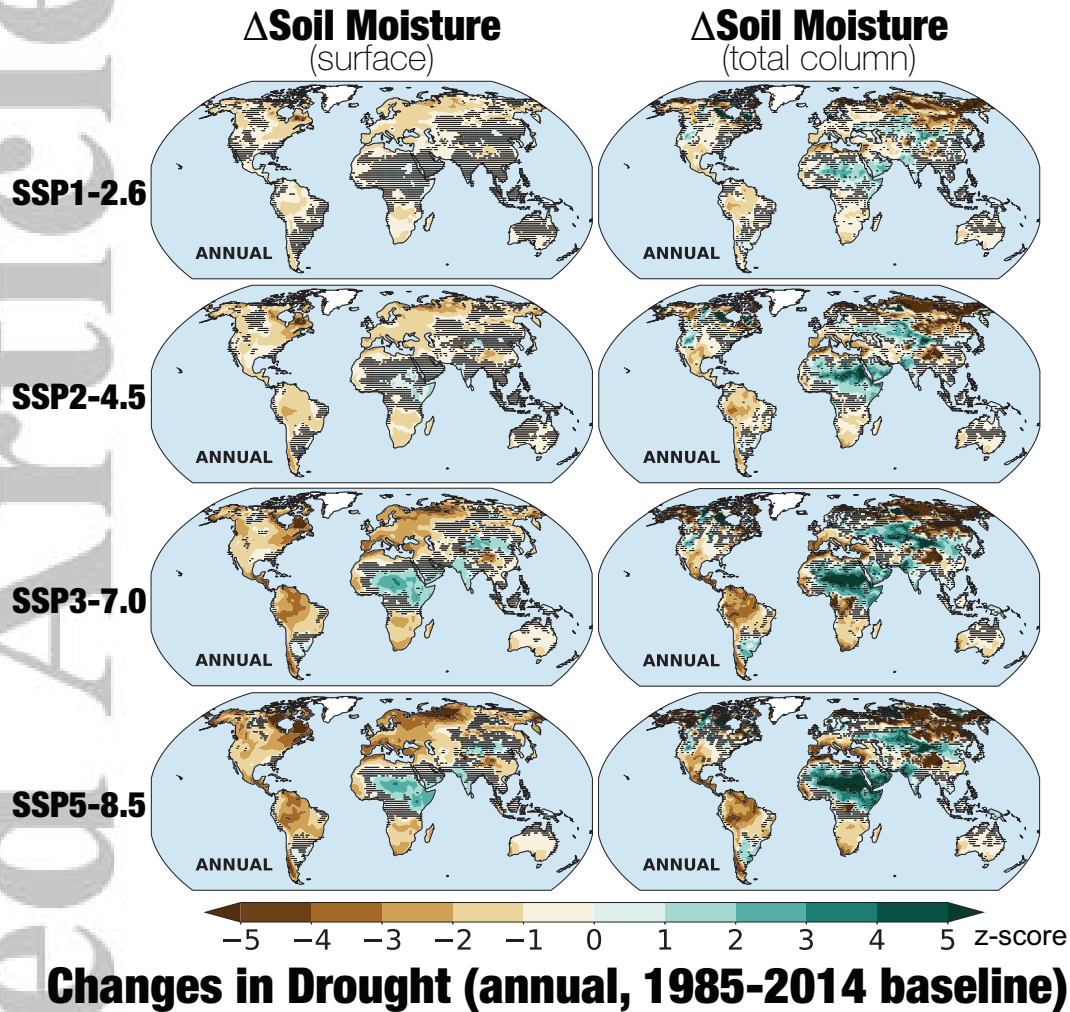 ΔSoil Moisture
(surface)
ΔSoil Moisture
(total column)
SSP1-2.6
ANNUAL
ANNUAL
SSP2-4.5
ANNUAL
ANNUAL
SSP3-7.0
ANNUAL
ANNUAL
SSP5-8.5
ANNUAL
ANNUAL
−5 −4 −3 −2 −1 0 1 2 3 4 5 z-score
Changes in Drought (annual, 1985-2014 baseline)
ed Article